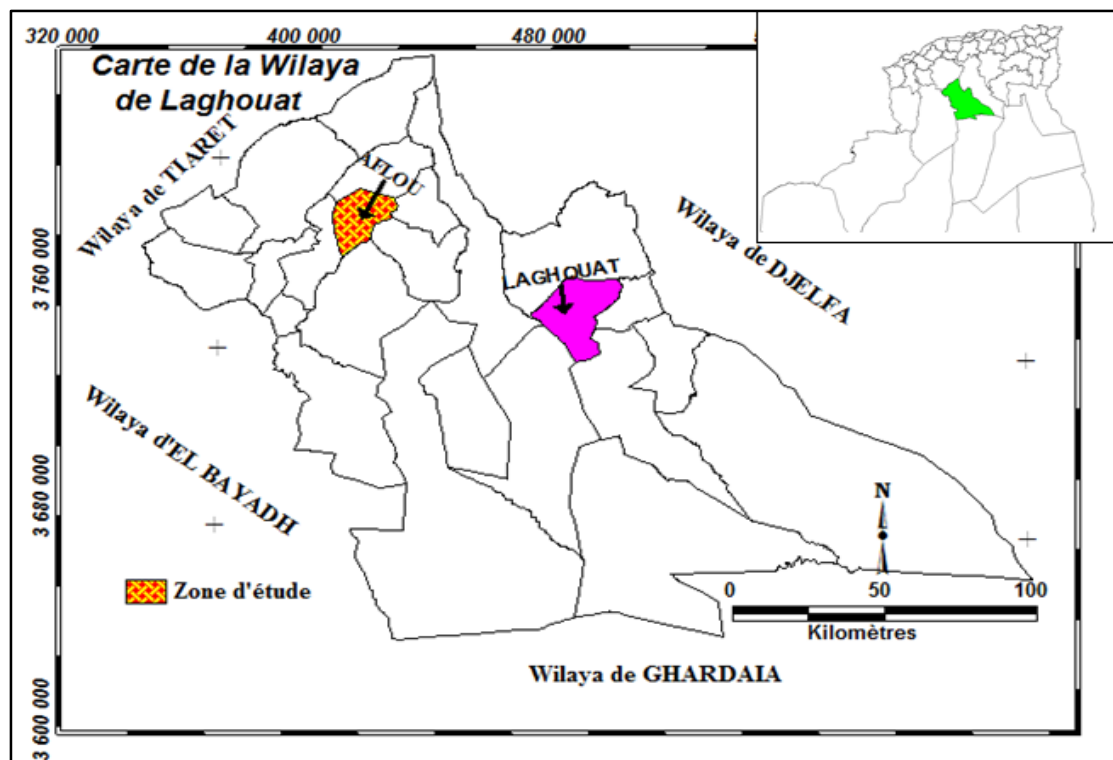 320 000
400 000
480 000
Carte de la Wilaya
de Laghouat
Wilaya de TIARET
AFLOU
Wilaya de DJELFA
3 760 000
LAGHOUAT
Wilaya d'EL BAYADH
3 680 000
N
Zone d'étude
0 50 100
Kilomètres
Wilaya de GHARDAIA
3 600 000